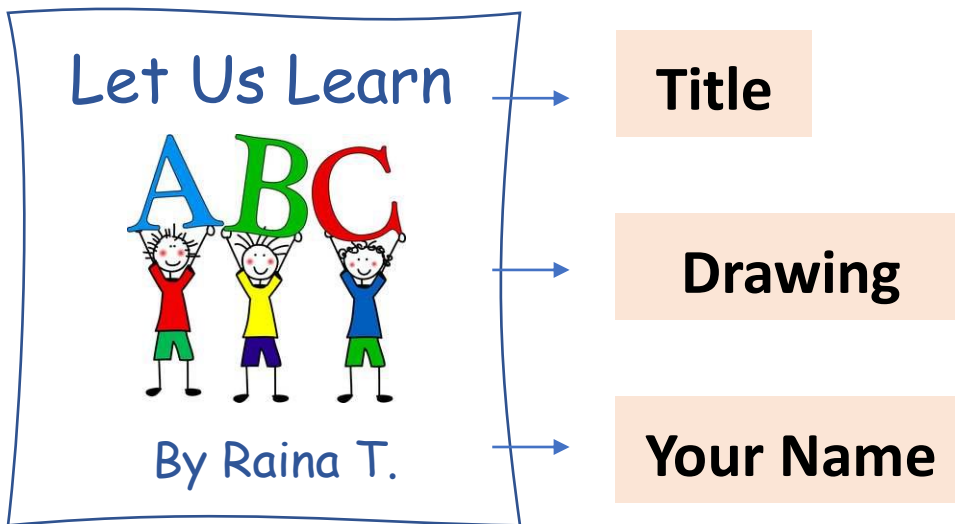 Let Us Learn
Title
ABC
Drawing
By Raina T.
Your Name